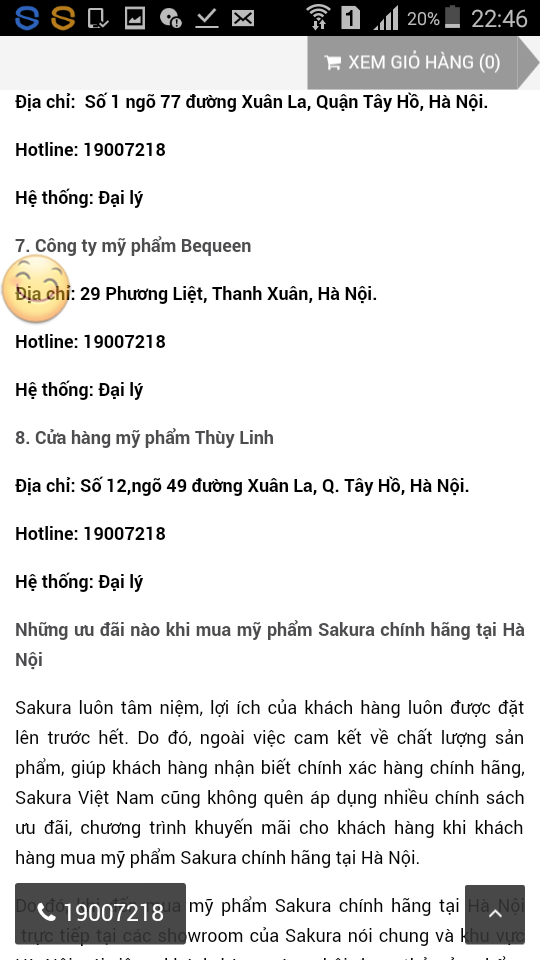 20% 22:46
XEM GIỎ HÀNG (0)
Địa chỉ: Số 1 ngõ 77 đường Xuân La, Quận Tây Hồ, Hà Nội.
Hotline: 19007218
Hệ thống: Đại lý
7. Công ty mỹ phẩm Bequeen
Địa chỉ: 29 Phương Liệt, Thanh Xuân, Hà Nội.
Hotline: 19007218
Hệ thống: Đại lý
8. Cửa hàng mỹ phẩm Thùy Linh
Địa chỉ: Số 12,ngõ 49 đường Xuân La, Q. Tây Hồ, Hà Nội.
Hotline: 19007218
Hệ thống: Đại lý
Những ưu đãi nào khi mua mỹ phẩm Sakura chính hãng tại Hà
Nội
Sakura luôn tâm niệm, lợi ích của khách hàng luôn được đặt
lên trước hết. Do đó, ngoài việc cam kết về chất lượng sản
phẩm, giúp khách hàng nhận biết chính xác hàng chính hãng,
Sakura Việt Nam cũng không quên áp dụng nhiều chính sách
ưu đãi, chương trình khuyến mãi cho khách hàng khi khách
hàng mua mỹ phẩm Sakura chính hãng tại Hà Nội.
mỹ phẩm Sakura chính hãng tại Hà Nội
trực tiếp tại các showroom của Sakura nói chung và khu vực
19007218